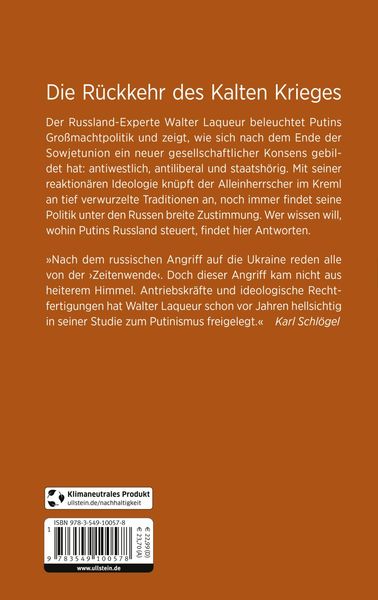 Die Rückkehr des Kalten Krieges
Der Russland-Experte Walter Laqueur beleuchtet Putins
Großmachtpolitik und zeigt, wie sich nach dem Ende der
Sowjetunion ein neuer gesellschaftlicher Konsens gebil-
det hat: antiwestlich, antiliberal und staatshörig. Mit seiner
reaktionären Ideologie knüpft der Alleinherrscher im Kreml
an tief verwurzelte Traditionen an, noch immer findet seine
Politik unter den Russen breite Zustimmung. Wer wissen will,
wohin Putins Russland steuert, findet hier Antworten.
»Nach dem russischen Angriff auf die Ukraine reden alle
von der ›Zeitenwende‹. Doch dieser Angriff kam nicht aus
heiterem Himmel. Antriebskräfte und ideologische Recht-
fertigungen hat Walter Laqueur schon vor Jahren hellsichtig
in seiner Studie zum Putinismus freigelegt.« Karl Schlögel
Klimaneutrales Produkt
ullstein.de/nachhaltigkeit
ISBN 978-3-549-10057-8
€ 22,99 (D)
€ 23,70 (A)
9 783549 100578
www.ullstein.de